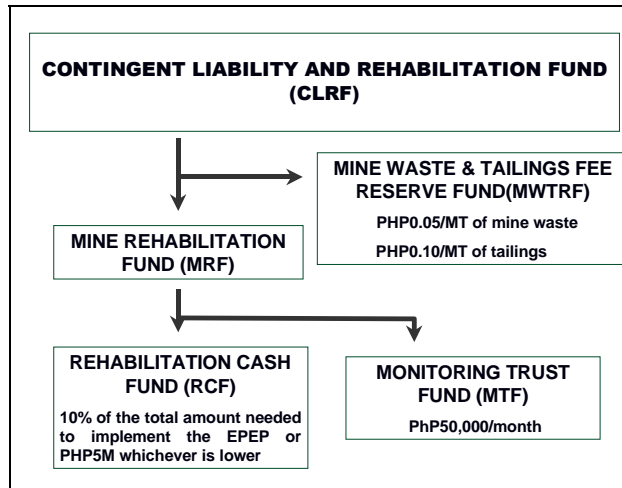 CONTINGENT LIABILITY AND REHABILITATION FUND
(CLRF)
MINE WASTE & TAILINGS FEE
RESERVE FUND(MWTRF)
PHP0.05/MT of mine waste
PHP0.10/MT of tailings
MINE REHABILITATION
FUND (MRF)
REHABILITATION CASH
FUND (RCF)
10% of the total amount needed
to implement the EPEP or
PHP5M whichever is lower
MONITORING TRUST
FUND (MTF)
PhP50,000/month